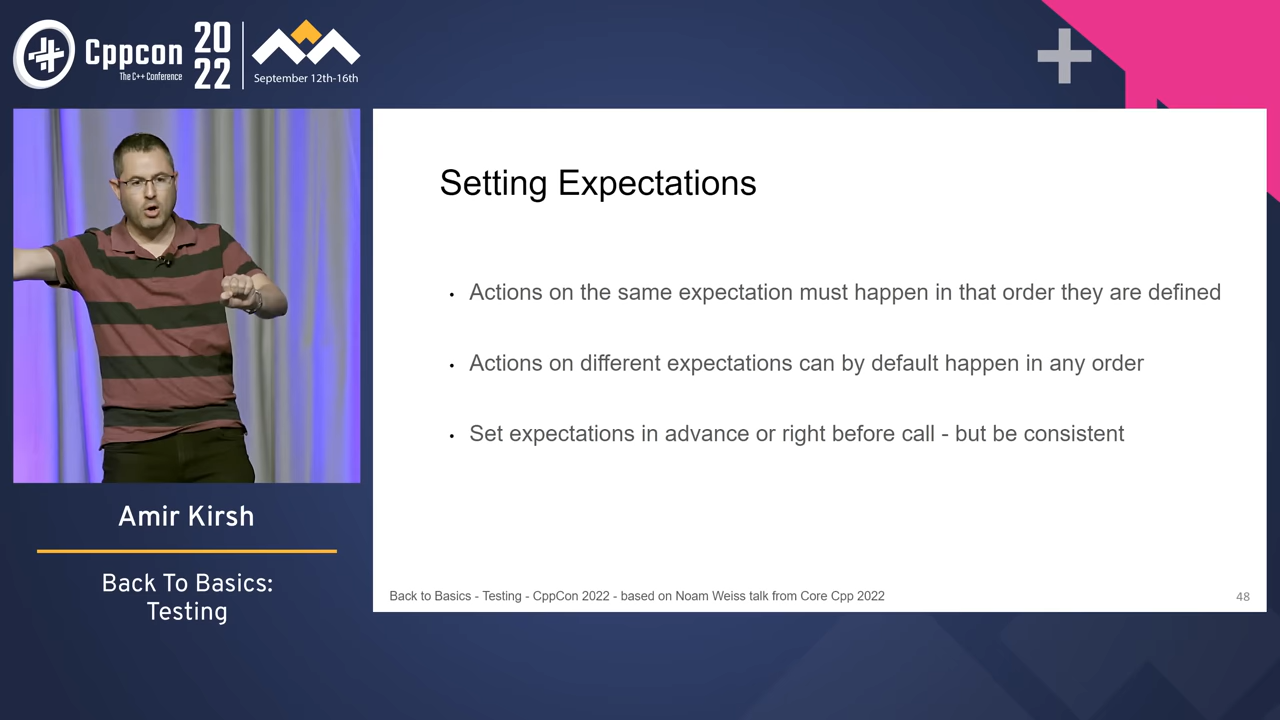 Cppcon
The C++ Conference
20
22
September 12th-16th
Setting Expectations
• Actions on the same expectation must happen in that order they are defined
• Actions on different expectations can by default happen in any order
• Set expectations in advance or right before call - but be consistent
Back to Basics - Testing - CppCon 2022 - based on Noam Weiss talk from Core Cpp 2022
48
Amir Kirsh
Back To Basics:
Testing